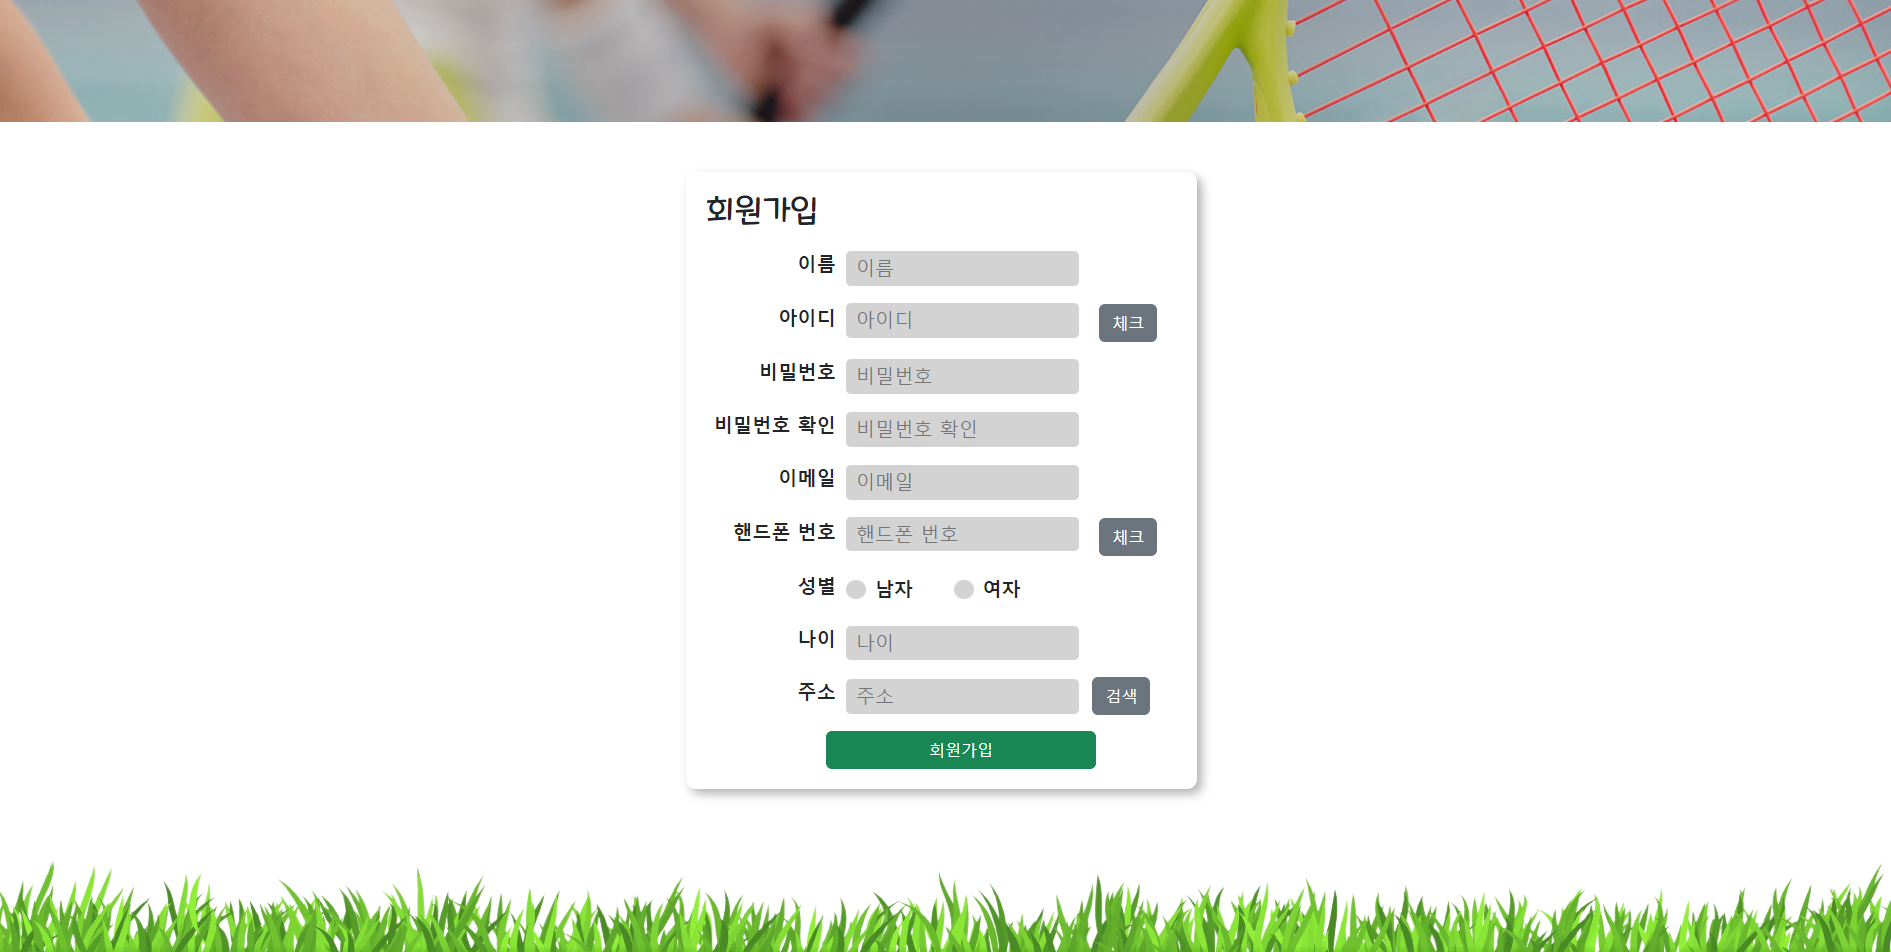 회원가입
이름 이름
아이디 아이디 체크
비밀번호 비밀번호
비밀번호 확인 비밀번호 확인
이메일 이메일
핸드폰 번호 핸드폰 번호 체크
성별 남자 여자
나이 나이
주소 주소 검색
회원가입